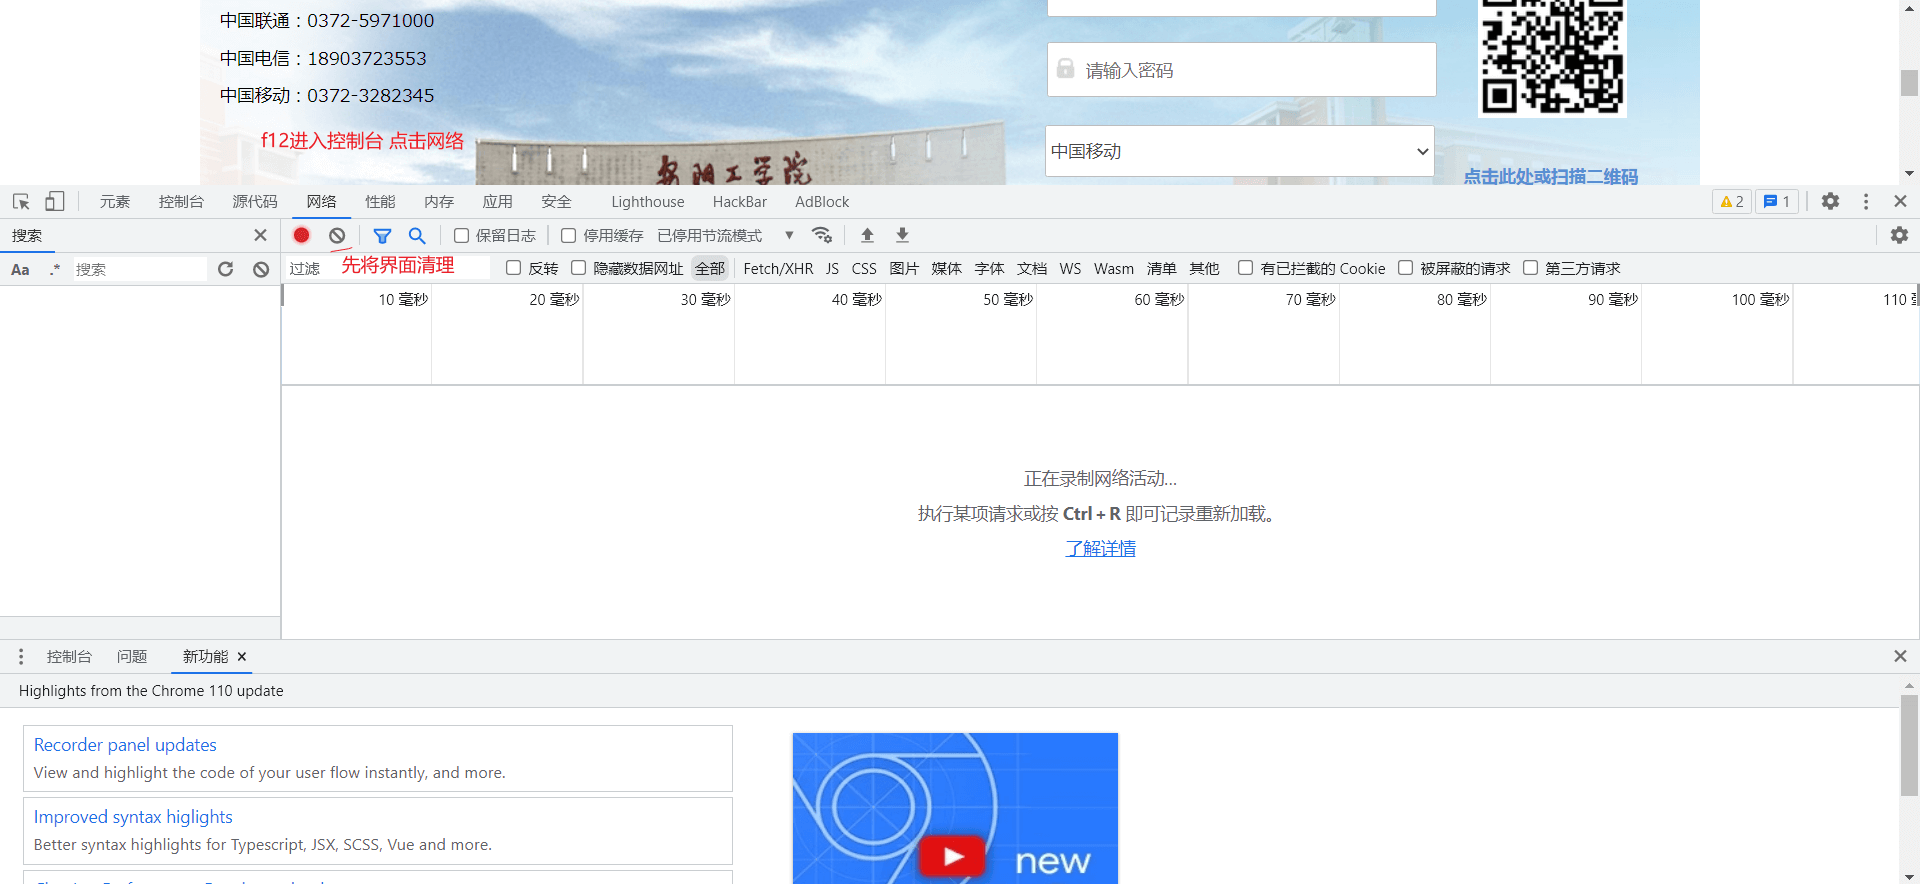 中国联通：0372-5971000
中国电信：18903723553
中国移动：0372-3282345
f12进入控制台 点击网络
安阳工学院
请输入密码
中国移动
点击此处或扫描二维码
元素 控制台 源代码 网络 性能 内存 应用 安全 Lighthouse HackBar AdBlock 2 1
搜索
保留日志 停用缓存 已停用节流模式
Aa .* 搜索
过滤 先将界面清理 反转 隐藏数据网址 全部 Fetch/XHR JS CSS 图片 媒体 字体 文档 WS Wasm 清单 其他 有已拦截的 Cookie 被屏蔽的请求 第三方请求
10 毫秒 20 毫秒 30 毫秒 40 毫秒 50 毫秒 60 毫秒 70 毫秒 80 毫秒 90 毫秒 100 毫秒 110
正在录制网络活动...
执行某项请求或按 Ctrl + R 即可记录重新加载。
了解详情
控制台 问题 新功能
Highlights from the Chrome 110 update
Recorder panel updates
View and highlight the code of your user flow instantly, and more.
Improved syntax higlights
Better syntax highlights for Typescript, JSX, SCSS, Vue and more.
new